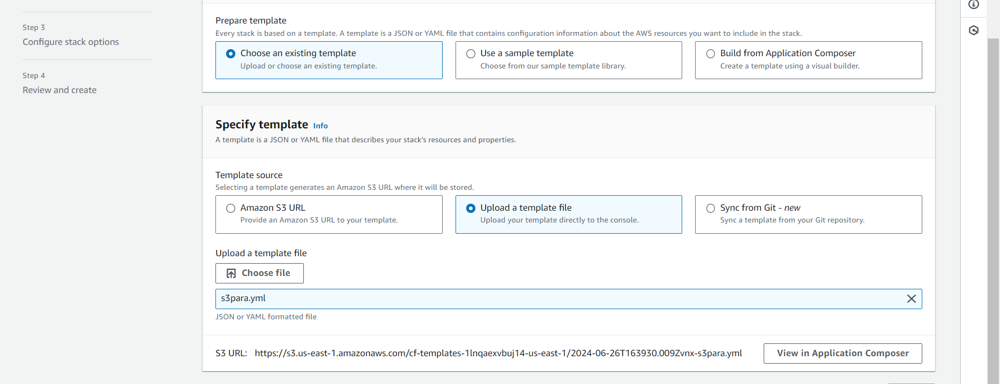 Step 3
Configure stack options
Step 4
Review and create
Prepare template
Every stack is based on a template. A template is a JSON or YAML file that contains configuration information about the AWS resources you want to include in the stack.
Choose an existing template
Upload or choose an existing template.
Use a sample template
Choose from our sample template library.
Build from Application Composer
Create a template using a visual builder.
Specify template Info
A template is a JSON or YAML file that describes your stack's resources and properties.
Template source
Selecting a template generates an Amazon S3 URL where it will be stored.
Amazon S3 URL
Provide an Amazon S3 URL to your template.
Upload a template file
Upload your template directly to the console.
Sync from Git - new
Sync a template from your Git repository.
Upload a template file
Choose file
s3para.yml
JSON or YAML formatted file
S3 URL: https://s3.us-east-1.amazonaws.com/cf-templates-1lnqaexvbuj14-us-east-1/2024-06-26T163930.009Zvnx-s3para.yml
View in Application Composer